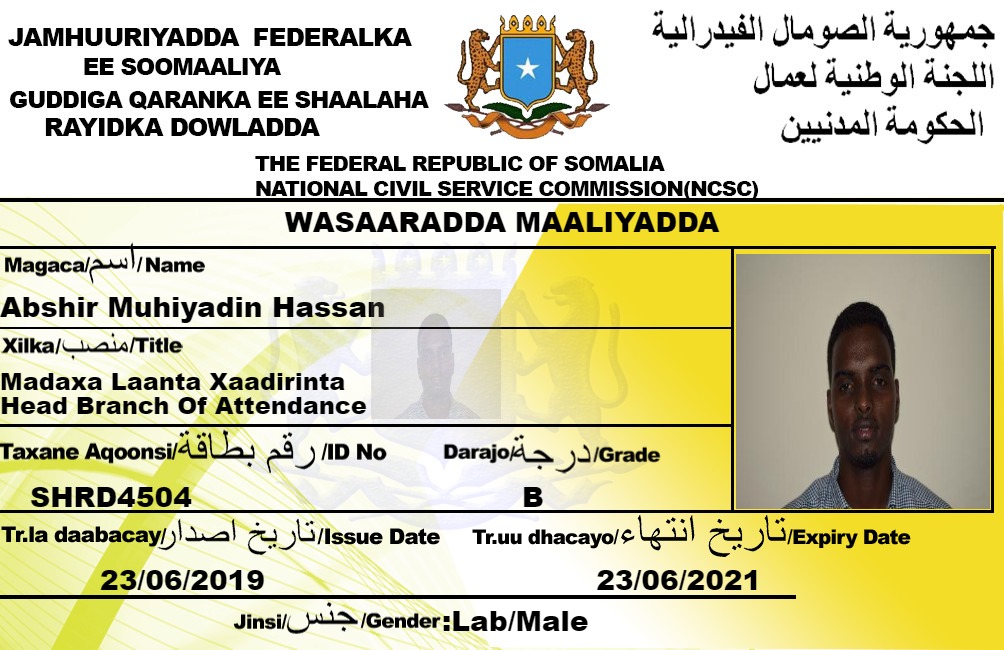 JAMHUURIYADDA FEDERALKA
EE SOOMAALIYA
GUDDIGA QARANKA EE SHAALAHA
RAYIDKA DOWLADDA
جمهورية الصومال الفيدرالية
اللجنة الوطنية لعمال
الحكومة المدنيين
THE FEDERAL REPUBLIC OF SOMALIA
NATIONAL CIVIL SERVICE COMMISSION(NCSC)
WASAARADDA MAALIYADDA
Magaca/اسم/Name
Abshir Muhiyadin Hassan
Xilka/منصب/Title
Madaxa Laanta Xaadirinta
Head Branch Of Attendance
Taxane Aqoonsi/رقم بطاقة/ID No Darajo/درجة/Grade
SHRD4504 B
Tr.la daabacay/تاريخ اصدار/Issue Date Tr.uu dhacayo/تاريخ انتهاء/Expiry Date
23/06/2019 23/06/2021
Jinsi/جنس/Gender:Lab/Male